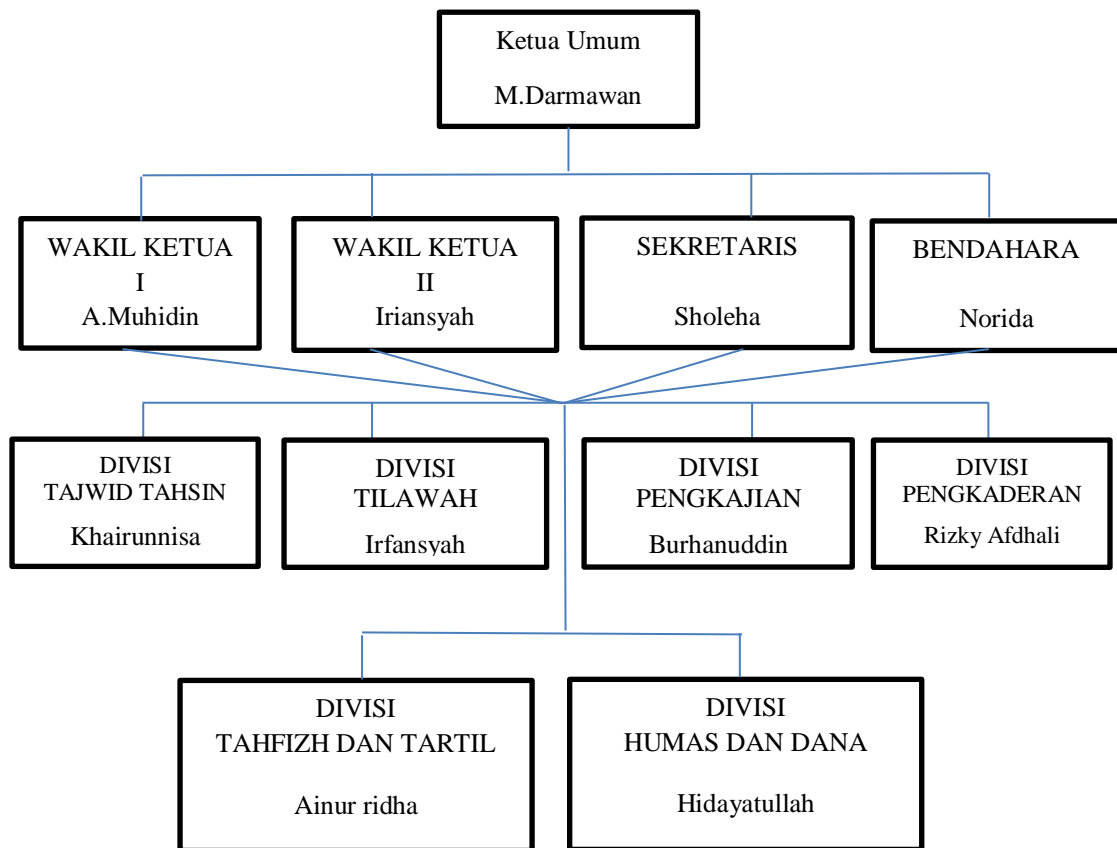 Ketua Umum
M.Darmawan
WAKIL KETUA
I
A.Muhidin
WAKIL KETUA
II
Iriansyah
SEKRETARIS
Sholeha
BENDAHARA
Norida
DIVISI
TAJWID TAHSIN
Khairunnisa
DIVISI
TILAWAH
Irfansyah
DIVISI
PENGKAJIAN
Burhanuddin
DIVISI
PENGKADERAN
Rizky Afdhali
DIVISI
TAHFIZH DAN TARTIL
Ainur ridha
DIVISI
HUMAS DAN DANA
Hidayatullah